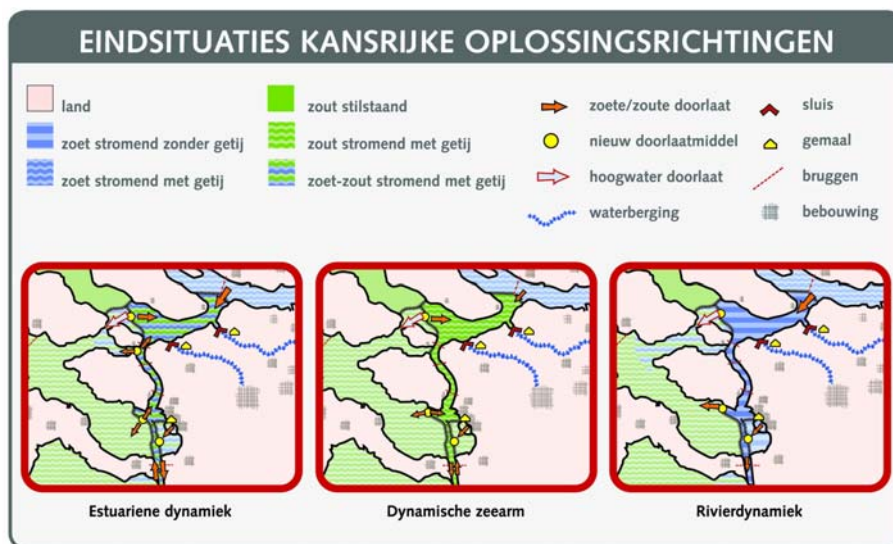 EINDSITUATIES KANSRIJKE OPLOSSINGSRICHTINGEN
land
zoet stromend zonder getij
zoet stromend met getij
zout stilstaand
zout stromend met getij
zoet-zout stromend met getij
zoete/zoute doorlaat
nieuw doorlaatmiddel
hoogwater doorlaat
waterberging
sluis
gemaal
bruggen
bebouwing
Estuariene dynamiek
Dynamische zeearm
Rivierdynamiek